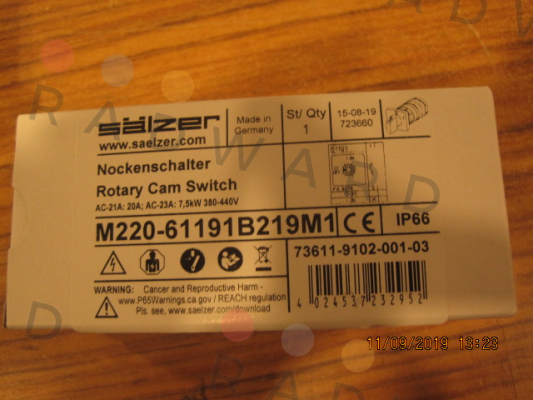 sälzer
www.saelzer.com
Made in
Germany
St/ Qty
1
15-08-19
723660
Nockenschalter
Rotary Cam Switch
AC-21A: 20A; AC-23A: 7,5kW 380-440V
61191
M220-61191B219M1
CE
IP66
73611-9102-001-03
WARNING:
Cancer and Reproductive Harm -
www.P65Warnings.ca.gov / REACH regulation
Pls. see www.saelzer.com/download
4 024537 232952
11/09/2019 13:23
RADWARD
RADWARD